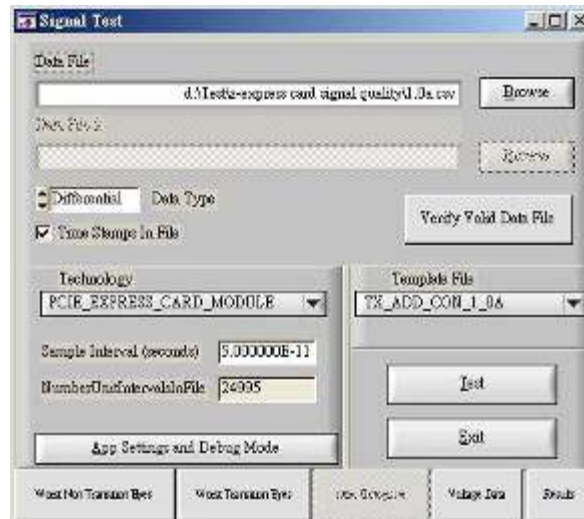 Signal Test
Data File
d:\Test\z-express card signal quality\1.0a.csv
Browse
Data File 2
Browse
Differential
Data Type
Verify Valid Data File
Time Stamps In File
Technology
PCIE_EXPRESS_CARD_MODULE
Template File
TX_ADD_CON_1_0A
Sample Interval (seconds)
5.000000E-11
NumberUnitIntervalsInFile
24995
Test
App Settings and Debug Mode
Exit
Worst Non Transition Eyes
Worst Transition Eyes
Voltage Data
Results